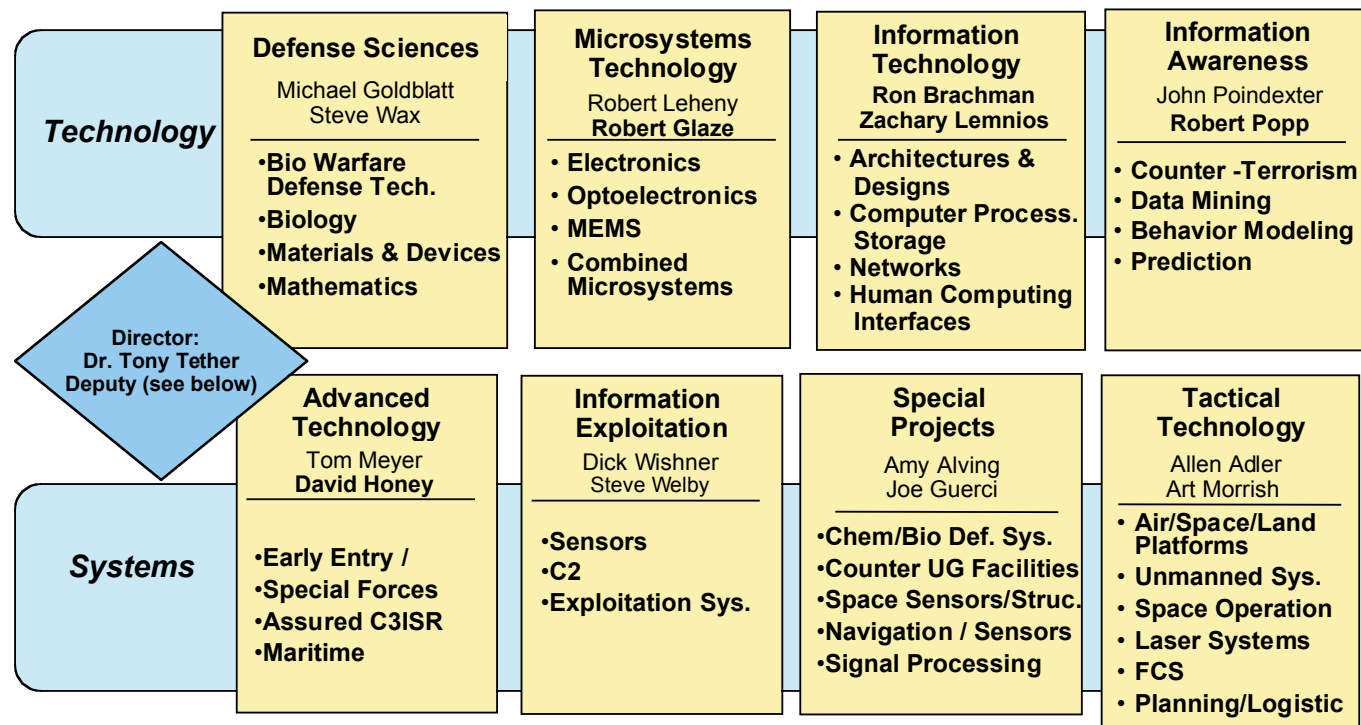 Technology
Defense Sciences
Michael Goldblatt
Steve Wax
•Bio Warfare
Defense Tech.
•Biology
•Materials & Devices
•Mathematics
Microsystems
Technology
Robert Leheny
Robert Glaze
• Electronics
• Optoelectronics
• MEMS
• Combined
Microsystems
Information
Technology
Ron Brachman
Zachary Lemnios
• Architectures &
Designs
• Computer Process.
Storage
• Networks
• Human Computing
Interfaces
Information
Awareness
John Poindexter
Robert Popp
• Counter -Terrorism
• Data Mining
• Behavior Modeling
• Prediction
Director:
Dr. Tony Tether
Deputy (see below)
Systems
Advanced
Technology
Tom Meyer
David Honey
•Early Entry /
•Special Forces
•Assured C3ISR
•Maritime
Information
Exploitation
Dick Wishner
Steve Welby
•Sensors
•C2
•Exploitation Sys.
Special
Projects
Amy Alving
Joe Guerci
•Chem/Bio Def. Sys.
•Counter UG Facilities
•Space Sensors/Struc.
•Navigation / Sensors
•Signal Processing
Tactical
Technology
Allen Adler
Art Morrish
• Air/Space/Land
Platforms
• Unmanned Sys.
• Space Operation
• Laser Systems
• FCS
• Planning/Logistic